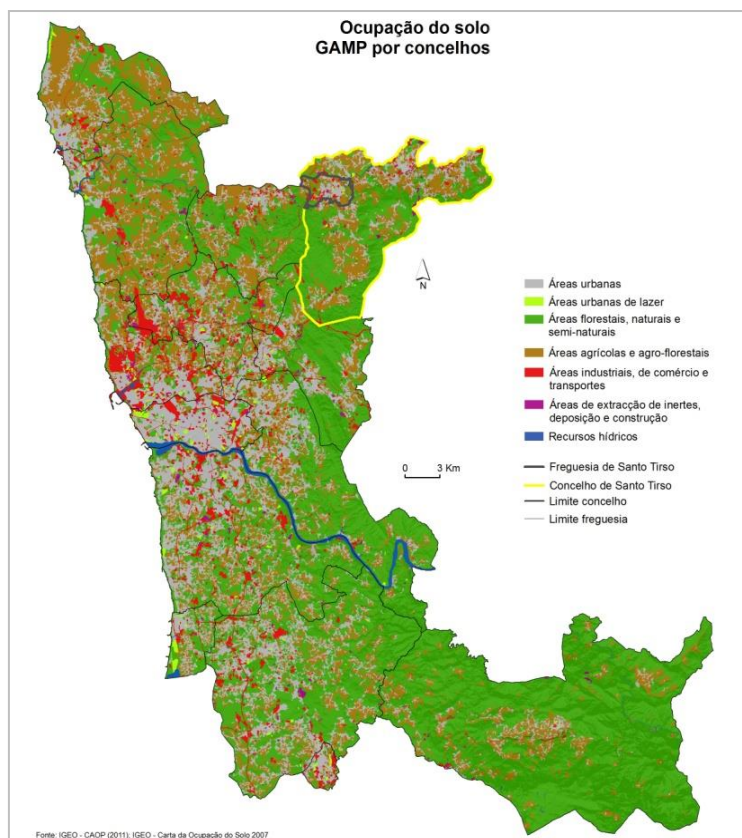 Ocupação do solo
GAMP por concelhos
N
Áreas urbanas
Áreas urbanas de lazer
Áreas florestais, naturais e
semi-naturais
Áreas agrícolas e agro-florestais
Áreas industriais, de comércio e
transportes
Áreas de extracção de inertes,
deposição e construção
Recursos hídricos
0 3 Km
Freguesia de Santo Tirso
Concelho de Santo Tirso
Limite concelho
Limite freguesia
Fonte: IGEO - CAOP (2011); IGEO - Carta da Ocupação do Solo 2007